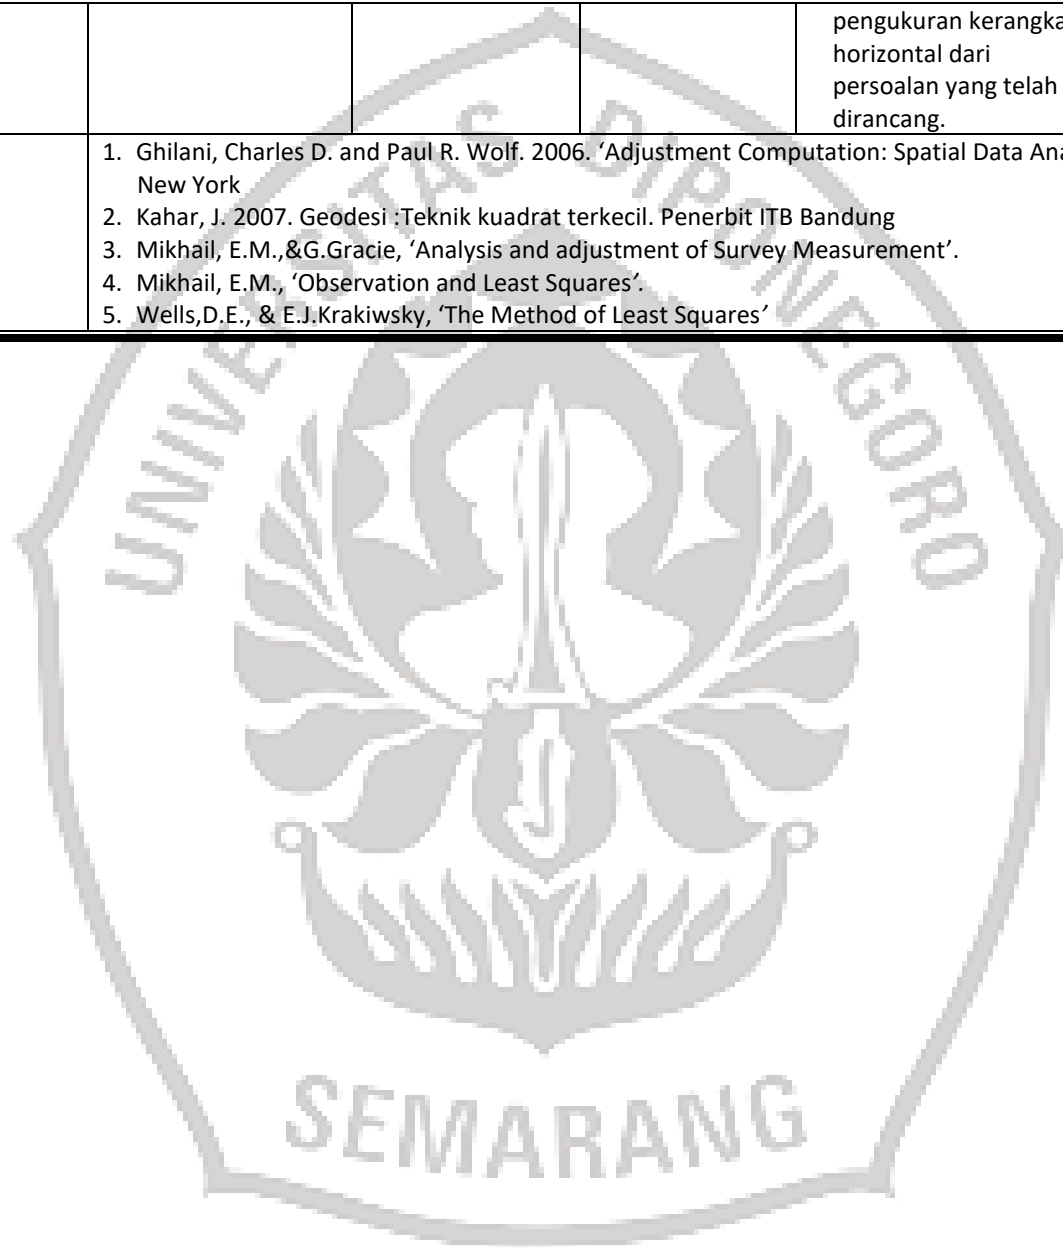 pengukuran kerangka
horizontal dari
persoalan yang telah
dirancang.
1. Ghilani, Charles D. and Paul R. Wolf. 2006. ‘Adjustment Computation: Spatial Data
New York
2. Kahar, J. 2007. Geodesi :Teknik kuadrat terkecil. Penerbit ITB Bandung
3. Mikhail, E.M.,&G.Gracie, ‘Analysis and adjustment of Survey Measurement’.
4. Mikhail, E.M., ‘Observation and Least Squares’.
5. Wells,D.E., & E.J.Krakiwsky, ‘The Method of Least Squares’
UNIVERSITAS DIPONEGORO
SEMARANG